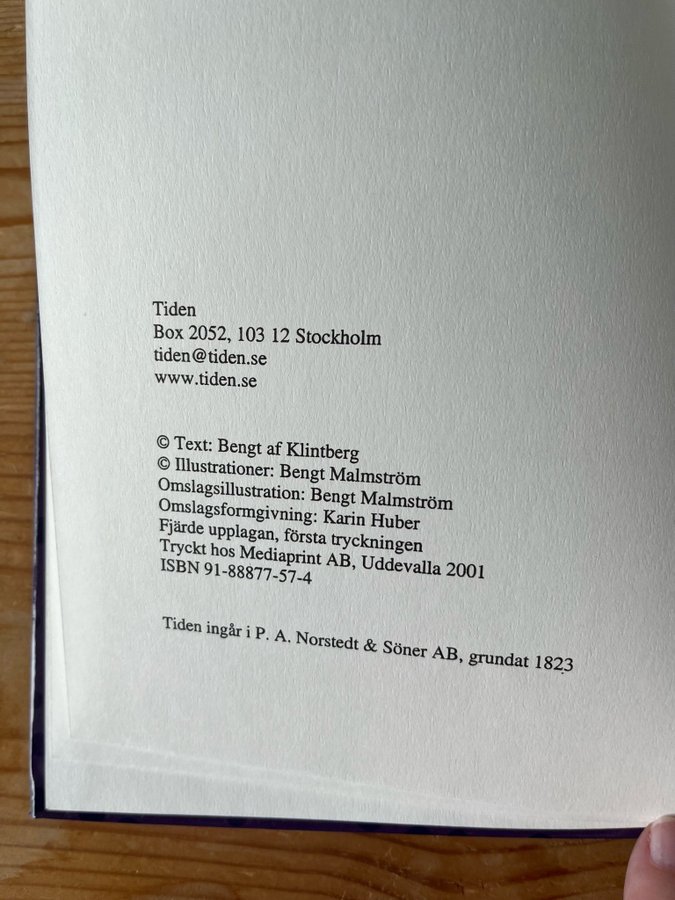 Tiden
Box 2052, 103 12 Stockholm
tiden@tiden.se
www.tiden.se
© Text: Bengt af Klintberg
© Illustrationer: Bengt Malmström
Omslagsillustration: Bengt Malmström
Omslagsformgivning: Karin Huber
Fjärde upplagan, första tryckningen
Tryckt hos Mediaprint AB, Uddevalla 2001
ISBN 91-88877-57-4
Tiden ingår i P. A. Norstedt & Söner AB, grundat 1823